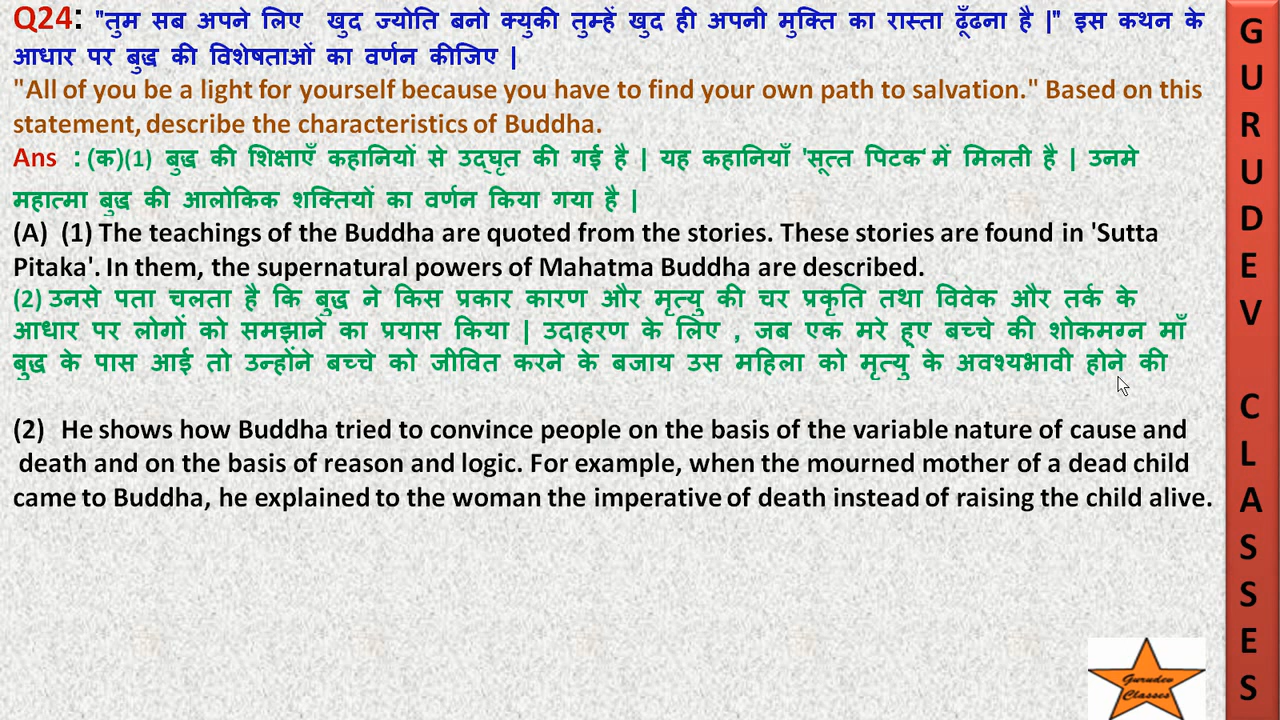 Q24: "तुम सब अपने लिए खुद ज्योति बनो क्युकी तुम्हें खुद ही अपनी मुक्ति का रास्ता ढूँढना है |" इस कथन के
आधार पर बुद्ध की विशेषताओं का वर्णन कीजिए |
"All of you be a light for yourself because you have to find your own path to salvation." Based on this
statement, describe the characteristics of Buddha.
Ans : (क)(1) बुद्ध की शिक्षाएँ कहानियों से उद्घृत की गई है | यह कहानियाँ 'सूत्त पिटक' में मिलती है | उनमे
महात्मा बुद्ध की आलोकिक शक्तियों का वर्णन किया गया है |
(A) (1) The teachings of the Buddha are quoted from the stories. These stories are found in 'Sutta
Pitaka'. In them, the supernatural powers of Mahatma Buddha are described.
(2) उनसे पता चलता है कि बुद्ध ने किस प्रकार कारण और मृत्यु की चर प्रकृति तथा विवेक और तर्क के
आधार पर लोगों को समझाने का प्रयास किया | उदाहरण के लिए , जब एक मरे हूए बच्चे की शोकमग्न माँ
बुद्ध के पास आई तो उन्होंने बच्चे को जीवित करने के बजाय उस महिला को मृत्यु के अवश्यभावी होने की
(2) He shows how Buddha tried to convince people on the basis of the variable nature of cause and
death and on the basis of reason and logic. For example, when the mourned mother of a dead child
came to Buddha, he explained to the woman the imperative of death instead of raising the child alive.
GURUDEV CLASSES
Gurudev
Classes